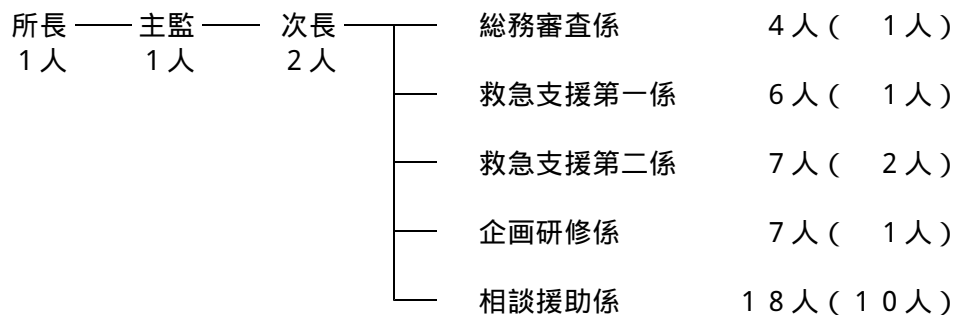 所長 主監 次長 総務審査係 4人( 1人)
1人 1人 2人
救急支援第一係 6人( 1人)
救急支援第二係 7人( 2人)
企画研修係 7人( 1人)
相談援助係 18人(10人)